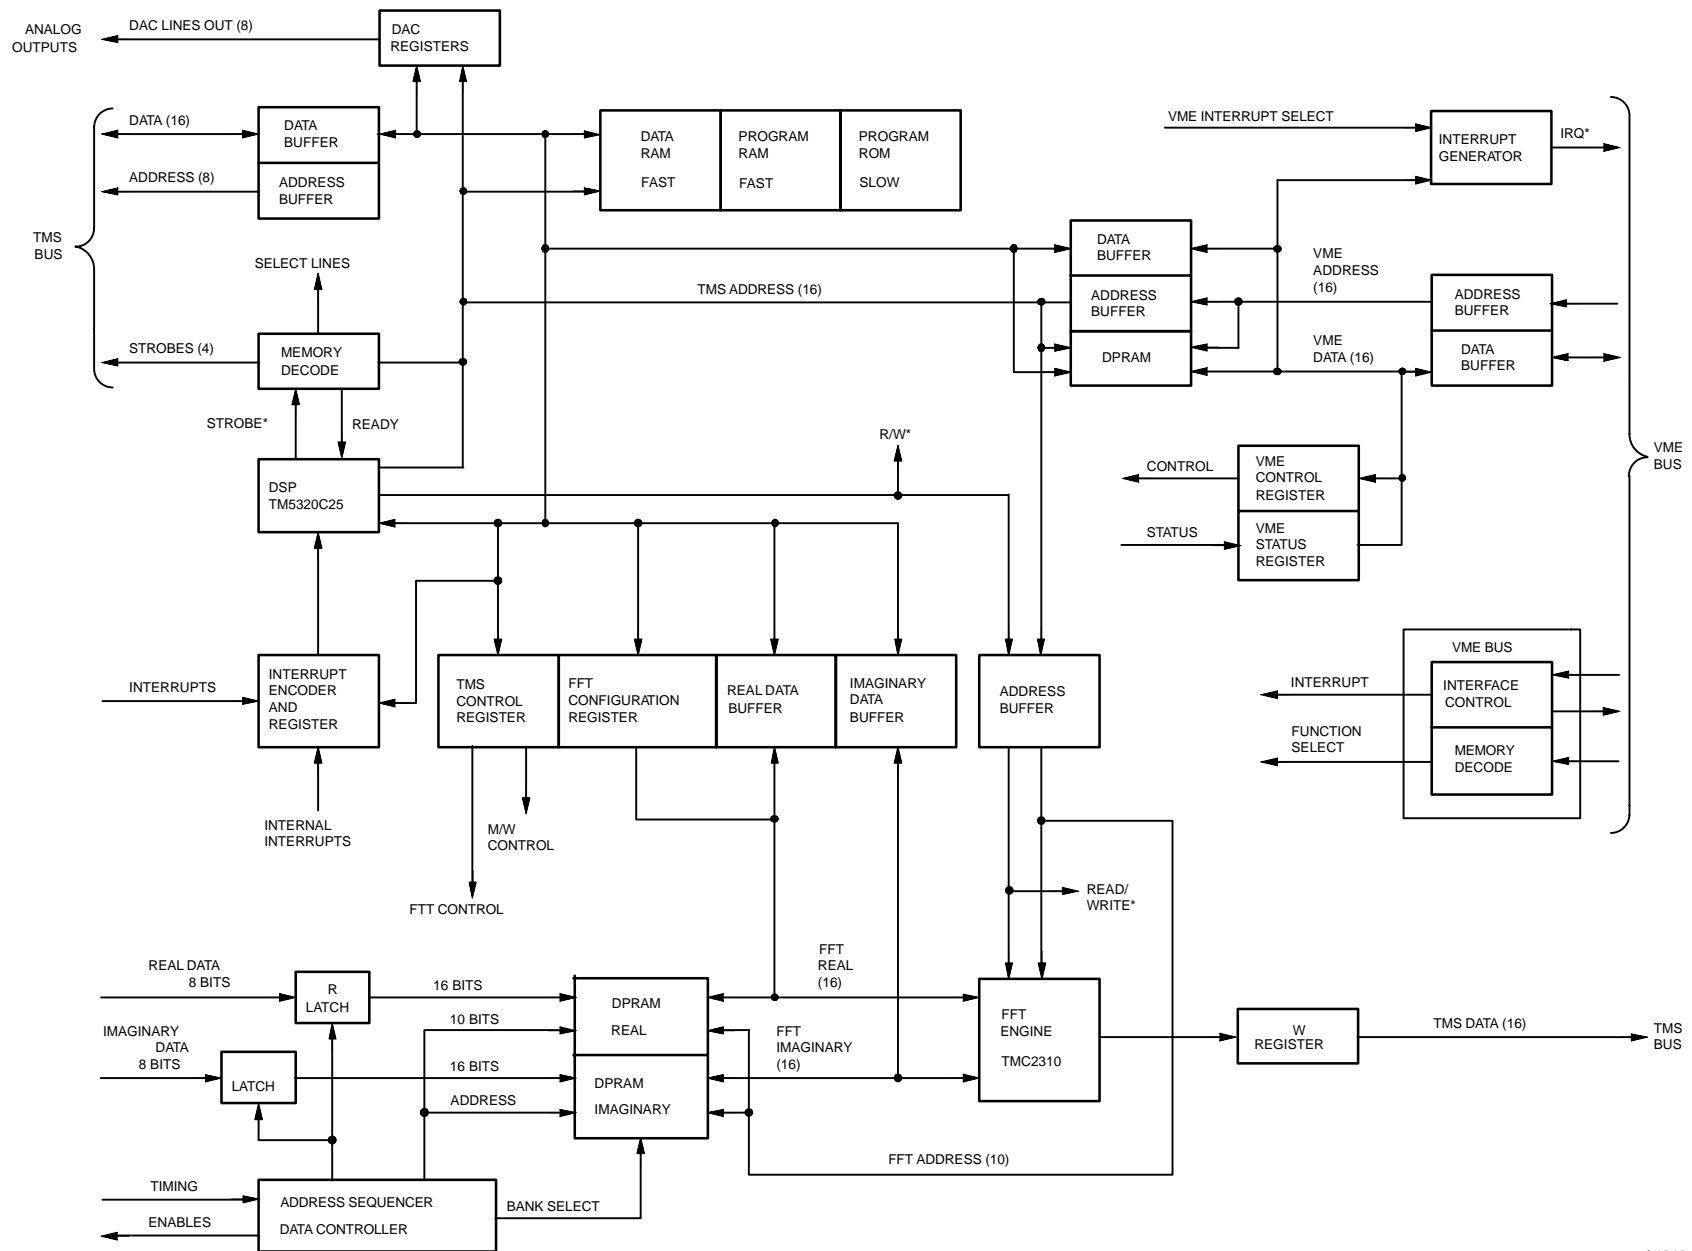 ANALOG
OUTPUTS
DAC LINES OUT (8)
DAC
REGISTERS
DATA (16)
DATA
BUFFER
ADDRESS (8)
ADDRESS
BUFFER
TMS
BUS
DATA
RAM
FAST
PROGRAM
RAM
FAST
PROGRAM
ROM
SLOW
VME INTERRUPT SELECT
INTERRUPT
GENERATOR
IRQ*
SELECT LINES
STROBES (4)
MEMORY
DECODE
STROBE*
READY
TMS ADDRESS (16)
DATA
BUFFER
ADDRESS
BUFFER
DPRAM
VME
ADDRESS
(16)
VME
DATA (16)
ADDRESS
BUFFER
DATA
BUFFER
DSP
TM5320C25
R/W*
CONTROL
VME
CONTROL
REGISTER
STATUS
VME
STATUS
REGISTER
VME
BUS
INTERRUPTS
INTERRUPT
ENCODER
AND
REGISTER
INTERNAL
INTERRUPTS
TMS
CONTROL
REGISTER
FFT
CONFIGURATION
REGISTER
REAL DATA
BUFFER
IMAGINARY
DATA
BUFFER
ADDRESS
BUFFER
VME BUS
INTERRUPT
INTERFACE
CONTROL
FUNCTION
SELECT
MEMORY
DECODE
M/W
CONTROL
FTT CONTROL
READ/
WRITE*
REAL DATA
8 BITS
R
LATCH
16 BITS
10 BITS
DPRAM
REAL
FFT
REAL
(16)
IMAGINARY
DATA
8 BITS
LATCH
16 BITS
ADDRESS
DPRAM
IMAGINARY
FFT
IMAGINARY
(16)
FFT
ENGINE
TMC2310
W
REGISTER
TMS DATA (16)
TMS
BUS
FFT ADDRESS (10)
TIMING
ENABLES
ADDRESS SEQUENCER
DATA CONTROLLER
BANK SELECT